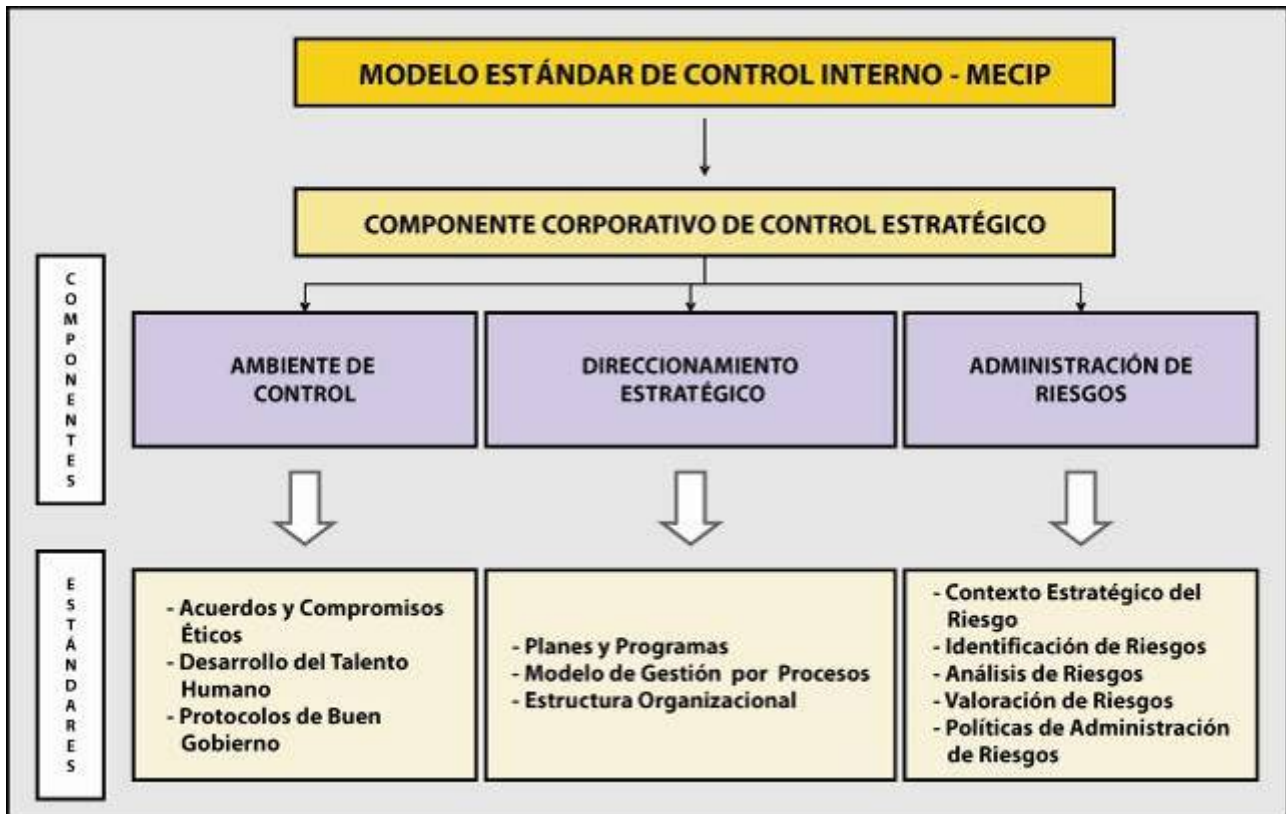 MODELO ESTÁNDAR DE CONTROL INTERNO - MECIP
COMPONENTE CORPORATIVO DE CONTROL ESTRATÉGICO
COMPONENTES
AMBIENTE DE
CONTROL
DIRECCIONAMIENTO
ESTRATÉGICO
ADMINISTRACIÓN DE
RIESGOS
ESTÁNDARES
- Acuerdos y Compromisos
Éticos
- Desarrollo del Talento
Humano
- Protocolos de Buen
Gobierno
- Planes y Programas
- Modelo de Gestión por Procesos
- Estructura Organizacional
- Contexto Estratégico del
Riesgo
- Identificación de Riesgos
- Análisis de Riesgos
- Valoración de Riesgos
- Políticas de Administración
de Riesgos